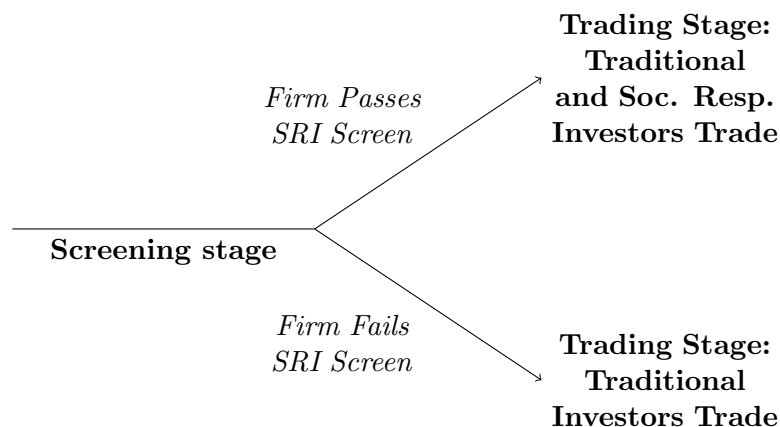 Trading Stage:
Traditional
and Soc. Resp.
Investors Trade
Firm Passes
SRI Screen
Screening stage
Firm Fails
SRI Screen
Trading Stage:
Traditional
Investors Trade